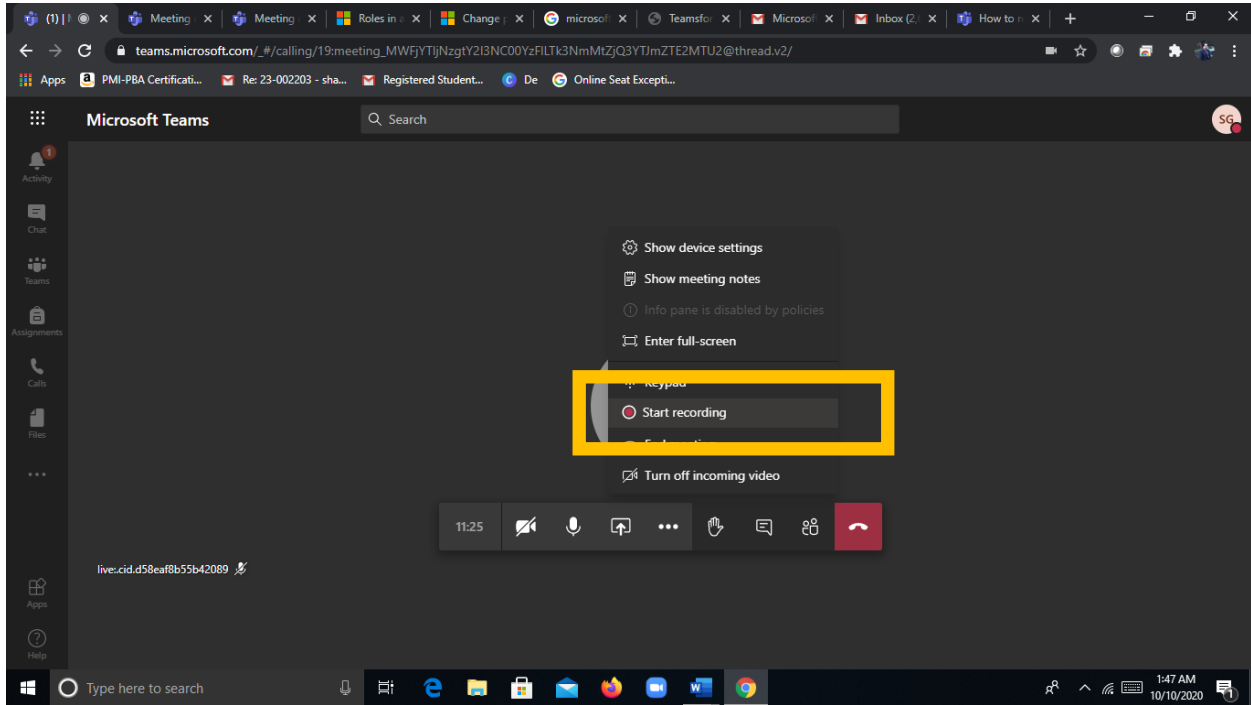 (1) |
Meeting
Meeting
Roles in a
Change
microsof
Teamsfor
Microsof
Inbox (2,
How to
teams.microsoft.com/_#/calling/19:meeting_MWFjYTljNzgtY2I3NC00YzFlLTk3NmMtZjQ3YTJmZTE2MTU2@thread.v2/
Apps
PMI-PBA Certificati...
Re: 23-002203 - sha...
Registered Student...
De
Online Seat Excepti...
Microsoft Teams
Search
SG
1
Activity
Chat
Teams
Assignments
Calls
Files
Show device settings
Show meeting notes
Info pane is disabled by policies
Enter full-screen
Keypad
Start recording
Turn off incoming video
11:25
live:.cid.d58eaf8b55b42089
Apps
Help
Type here to search
1:47 AM
10/10/2020
1